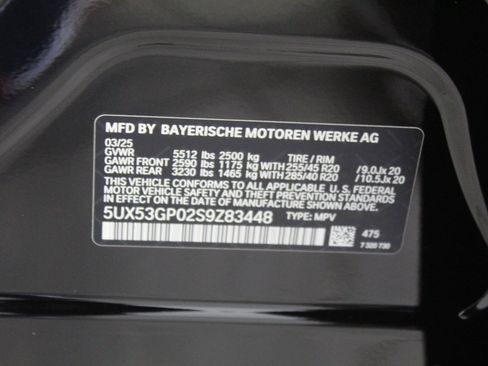 MFD BY BAYERISCHE MOTOREN WERKE AG
03/25
GVWR 5512 lbs 2500 kg TIRE / RIM
GAWR FRONT 2590 lbs 1175 kg WITH 255/45 R20 /9.0Jx 20
GAWR REAR 3230 lbs 1465 kg WITH 285/40 R20 /10.5Jx 20
THIS VEHICLE CONFORMS TO ALL APPLICABLE U.S. FEDERAL
MOTOR VEHICLE SAFETY, BUMPER, AND THEFT
PREVENTION STANDARDS IN EFFECT ON THE DATE OF
MANUFACTURE SHOWN ABOVE.
5UX53GP02S9Z83448 TYPE: MPV
475
7 320 730